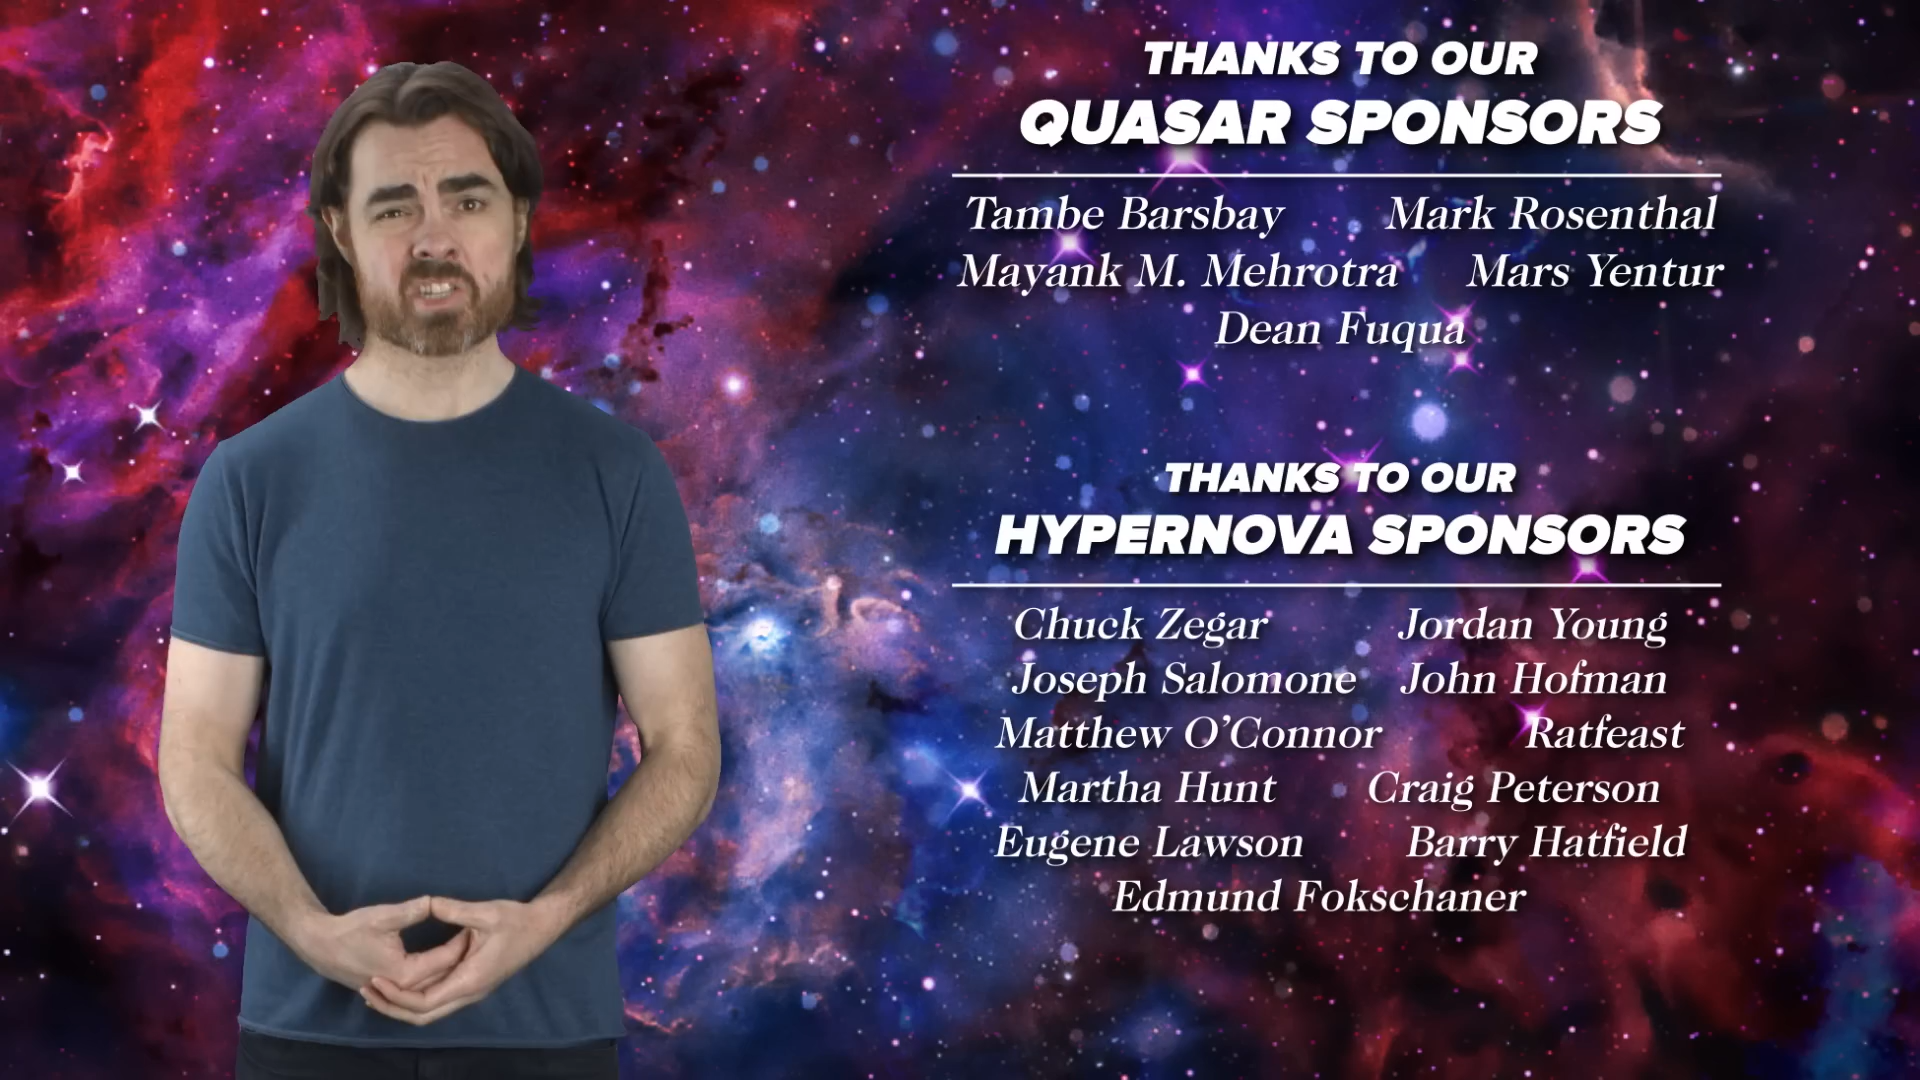 THANKS TO OUR
QUASAR SPONSORS
Tambe Barsbay Mark Rosenthal
Mayank M. Mehrotra Mars Yentur
Dean Fuqua
THANKS TO OUR
HYPERNOVA SPONSORS
Chuck Zegar Jordan Young
Joseph Salomone John Hofman
Matthew O’Connor Ratfeast
Martha Hunt Craig Peterson
Eugene Lawson Barry Hatfield
Edmund Fokschaner